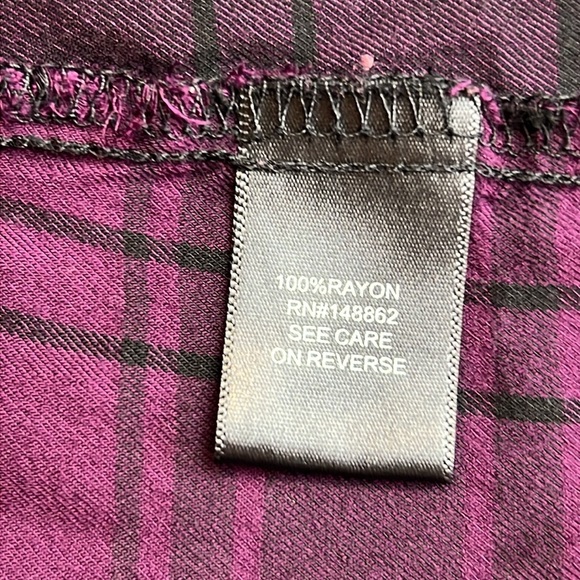 100%RAYON
RN#148862
SEE CARE
ON REVERSE